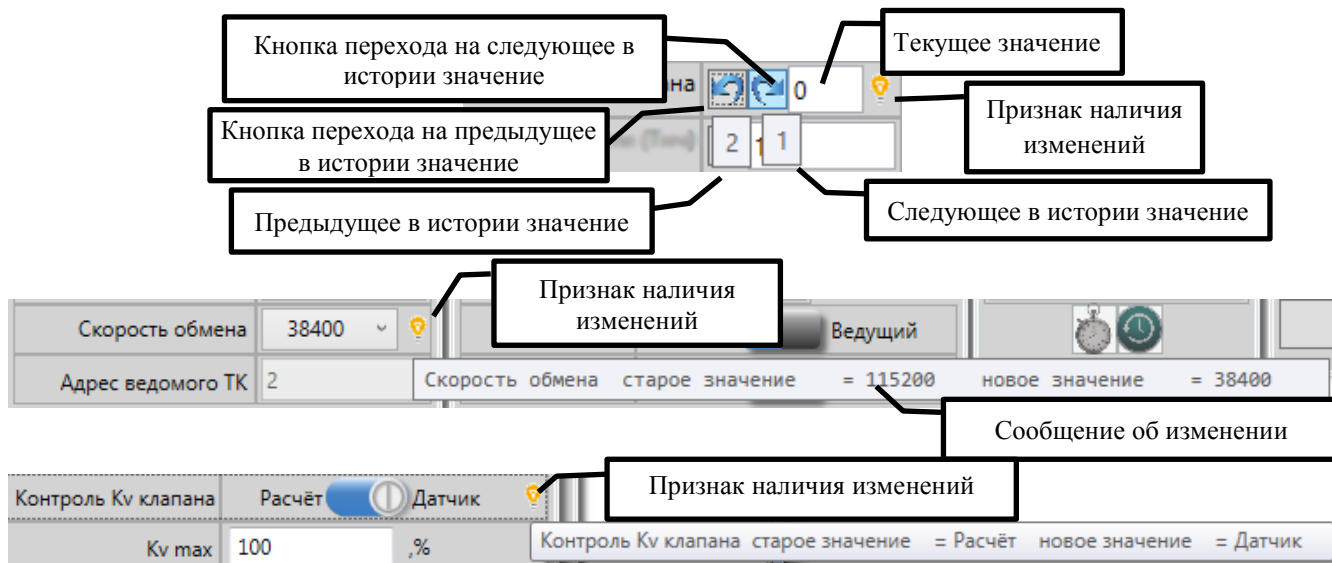 Кнопка перехода на следующее в
истории значение
Текущее значение
на
0
Признак наличия
изменений
Кнопка перехода на предыдущее
в истории значение
2
1
1
Предыдущее в истории значение
Следующее в истории значение
Признак наличия
изменений
Скорость обмена
38400
Ведущий
Адрес ведомого ТК
2
Скорость обмена старое значение = 115200 новое значение = 38400
Сообщение об изменении
Признак наличия изменений
Контроль Kv клапана
Расчёт
Датчик
Kv max
100
,%
Контроль Kv клапана старое значение = Расчёт новое значение = Датчик